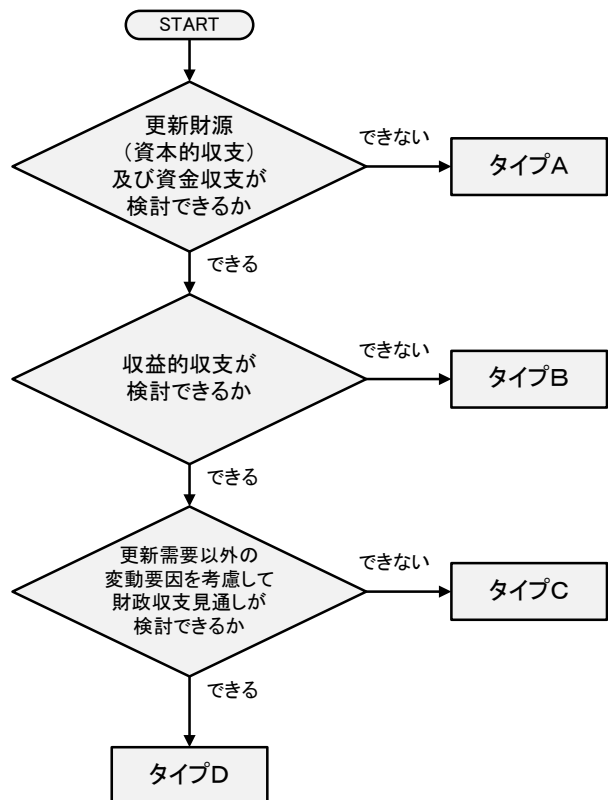 START
更新財源
（資本的収支）
及び資金収支が
検討できるか
できない
タイプA
できる
収益的収支が
検討できるか
できない
タイプB
できる
更新需要以外の
変動要因を考慮して
財政収支見通しが
検討できるか
できない
タイプC
できる
タイプD